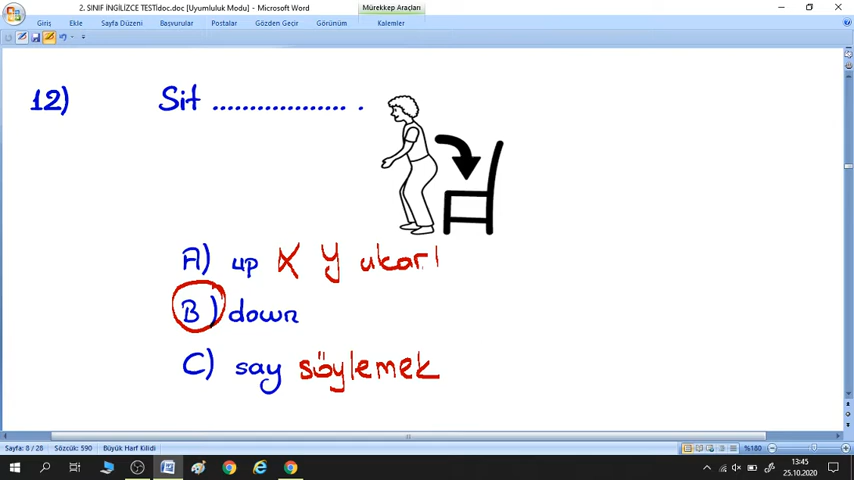 2. SINIF İNGİLİZCE TESTİdoc.doc [Uyumluluk Modu] - Microsoft Word
Mürekkep Araçları
Giriş Ekle Sayfa Düzeni Başvurular Postalar Gözden Geçir Görünüm Kalemler
12) Sit .................. .
A) up X Yukarı
B) down
C) say söylemek
Sayfa: 8 / 28 Sözcük: 590 Büyük Harf Kilidi %180
13:45
25.10.2020